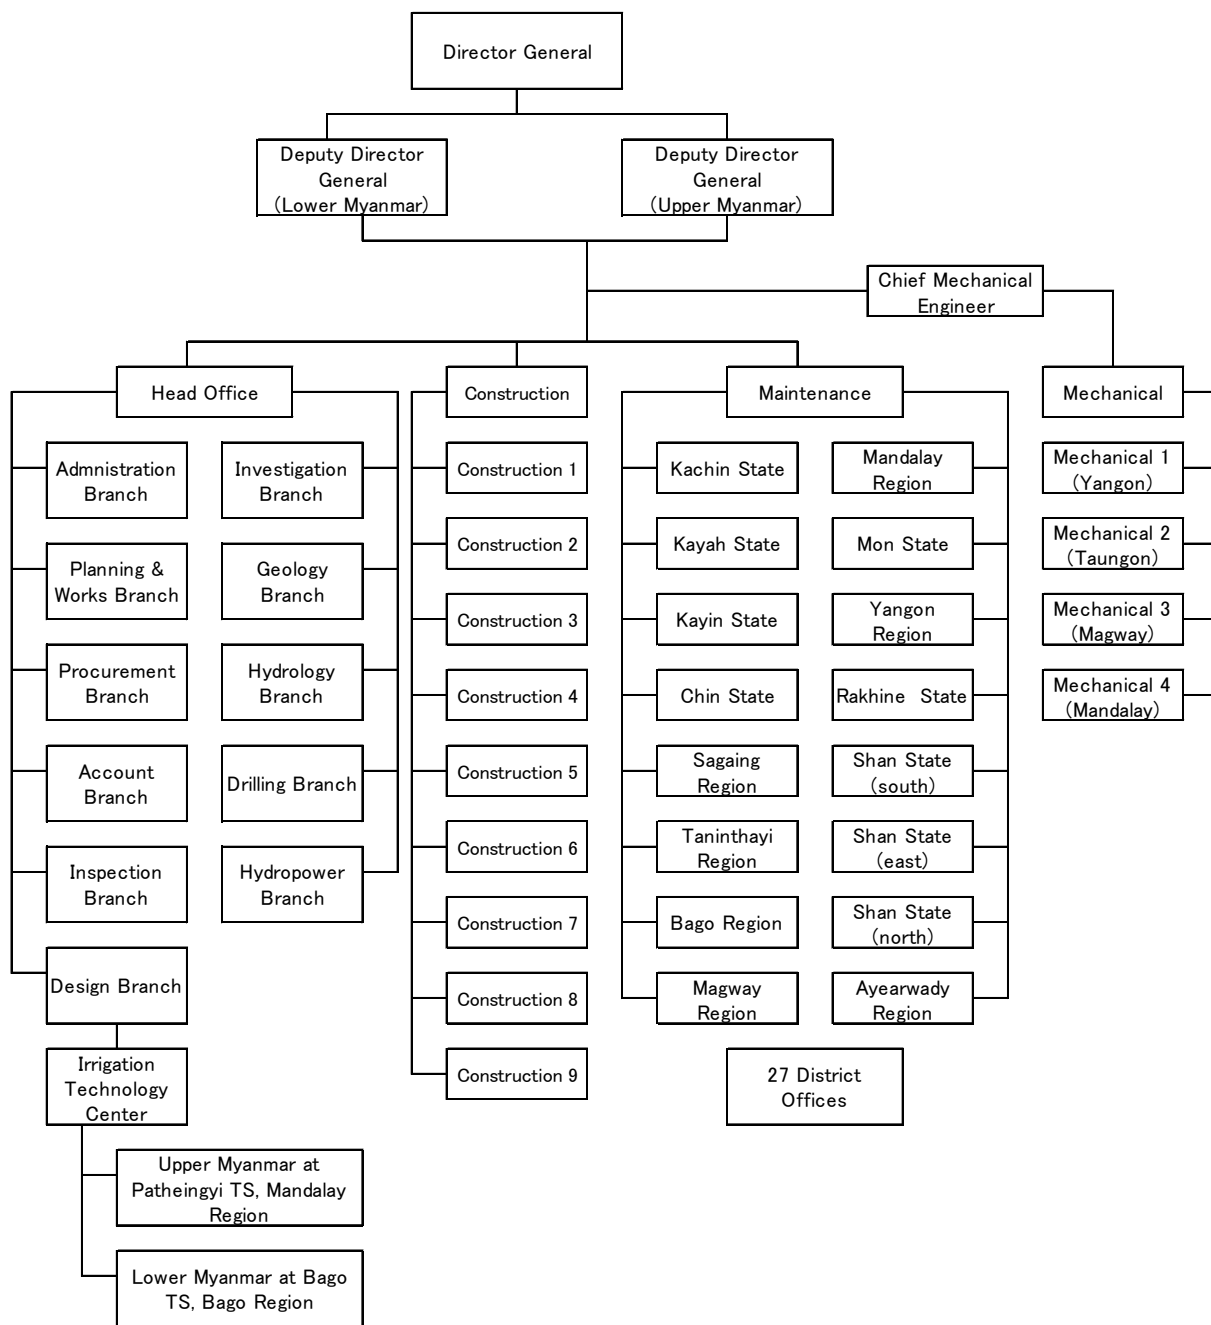 Director General
Deputy Director
General
(Lower Myanmar)
Deputy Director
General
(Upper Myanmar)
Chief Mechanical
Engineer
Head Office
Construction
Maintenance
Mechanical
Admnistration
Branch
Investigation
Branch
Planning &
Works Branch
Geology
Branch
Procurement
Branch
Hydrology
Branch
Account
Branch
Drilling Branch
Inspection
Branch
Hydropower
Branch
Design Branch
Irrigation
Technology
Center
Upper Myanmar at
Patheingyi TS, Mandalay
Region
Lower Myanmar at Bago
TS, Bago Region
Construction 1
Construction 2
Construction 3
Construction 4
Construction 5
Construction 6
Construction 7
Construction 8
Construction 9
Kachin State
Mandalay
Region
Kayah State
Mon State
Kayin State
Yangon
Region
Chin State
Rakhine State
Sagaing
Region
Shan State
(south)
Taninthayi
Region
Shan State
(east)
Bago Region
Shan State
(north)
Magway
Region
Ayearwady
Region
27 District
Offices
Mechanical 1
(Yangon)
Mechanical 2
(Taungon)
Mechanical 3
(Magway)
Mechanical 4
(Mandalay)